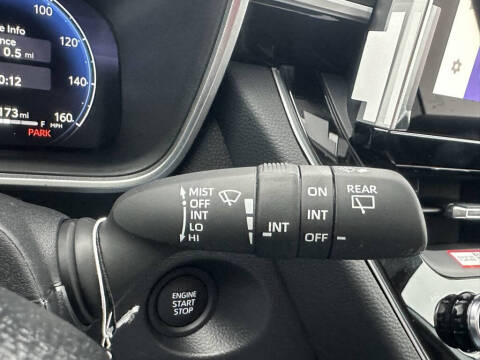 100
120
140
160
MPH
e Info
nce
0.5 mi
0:12
173 mi
F
PARK
MIST
OFF
INT
LO
HI
INT
ON
INT
OFF
REAR
ENGINE
START
STOP